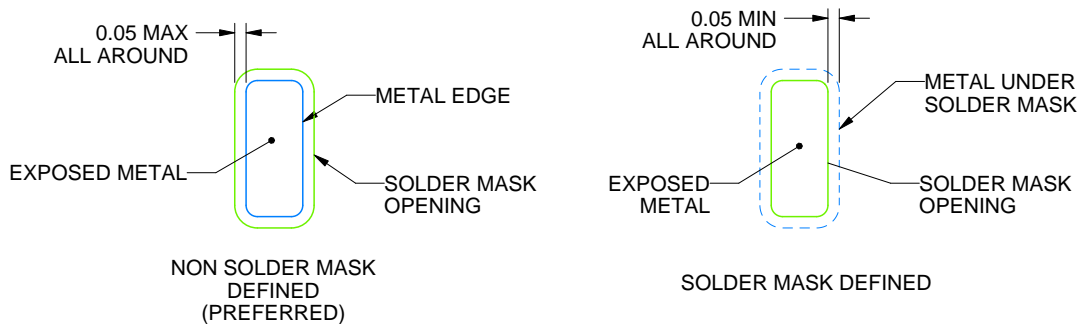 0.05 MAX
ALL AROUND
METAL EDGE
EXPOSED METAL
SOLDER MASK
OPENING
NON SOLDER MASK
DEFINED
(PREFERRED)
0.05 MIN
ALL AROUND
METAL UNDER
SOLDER MASK
EXPOSED
METAL
SOLDER MASK
OPENING
SOLDER MASK DEFINED